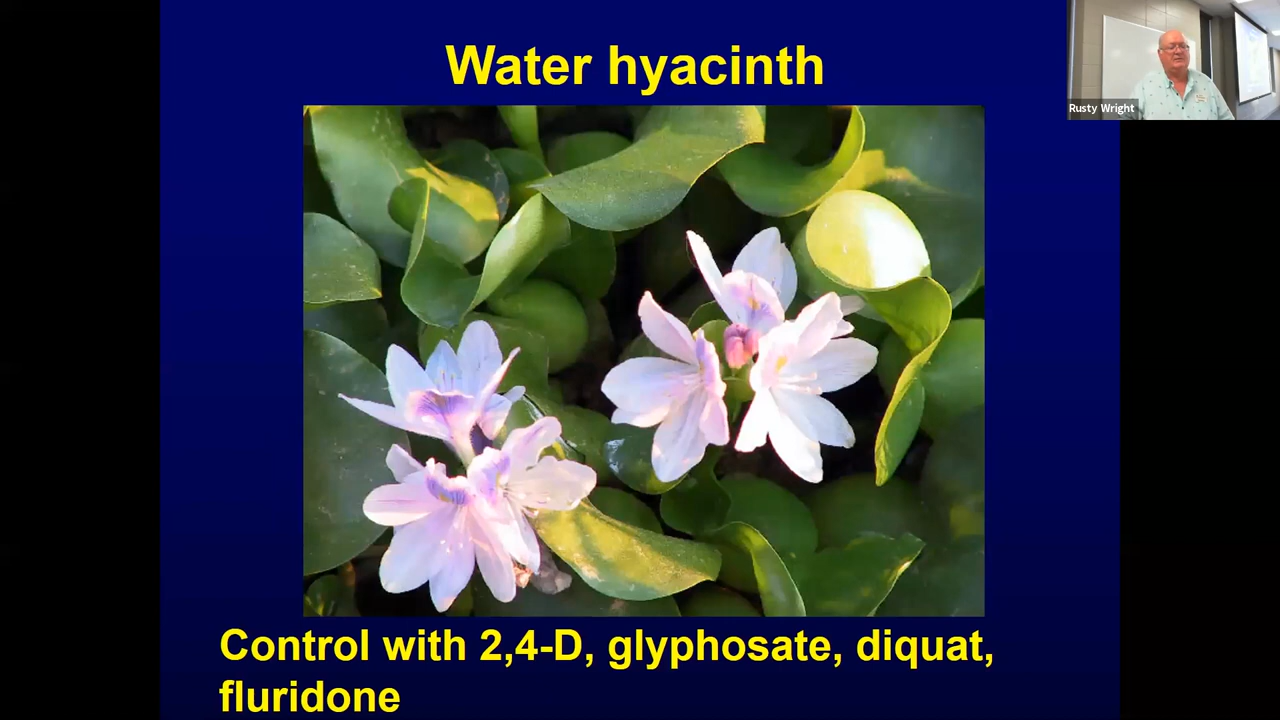 Water hyacinth
Rusty Wright
Control with 2,4-D, glyphosate, diquat,
fluridone